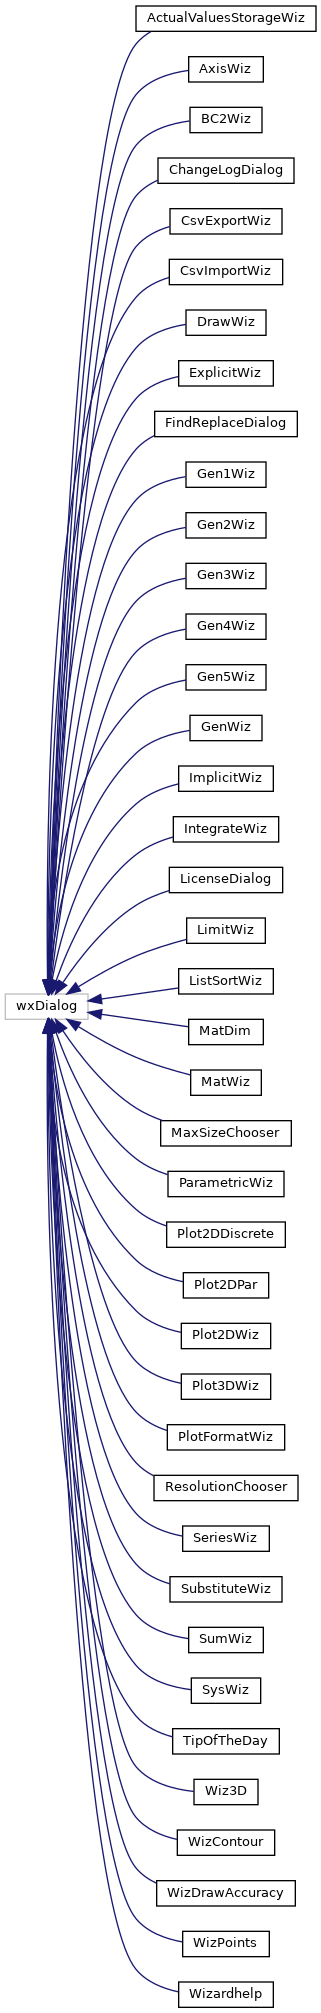 ActualValuesStorageWiz
AxisWiz
BC2Wiz
ChangeLogDialog
CsvExportWiz
CsvImportWiz
DrawWiz
ExplicitWiz
FindReplaceDialog
Gen1Wiz
Gen2Wiz
Gen3Wiz
Gen4Wiz
Gen5Wiz
GenWiz
ImplicitWiz
IntegrateWiz
LicenseDialog
LimitWiz
ListSortWiz
wxDialog
MatDim
MatWiz
MaxSizeChooser
ParametricWiz
Plot2DDiscrete
Plot2DPar
Plot2DWiz
Plot3DWiz
PlotFormatWiz
ResolutionChooser
SeriesWiz
SubstituteWiz
SumWiz
SysWiz
TipOfTheDay
Wiz3D
WizContour
WizDrawAccuracy
WizPoints
Wizardhelp